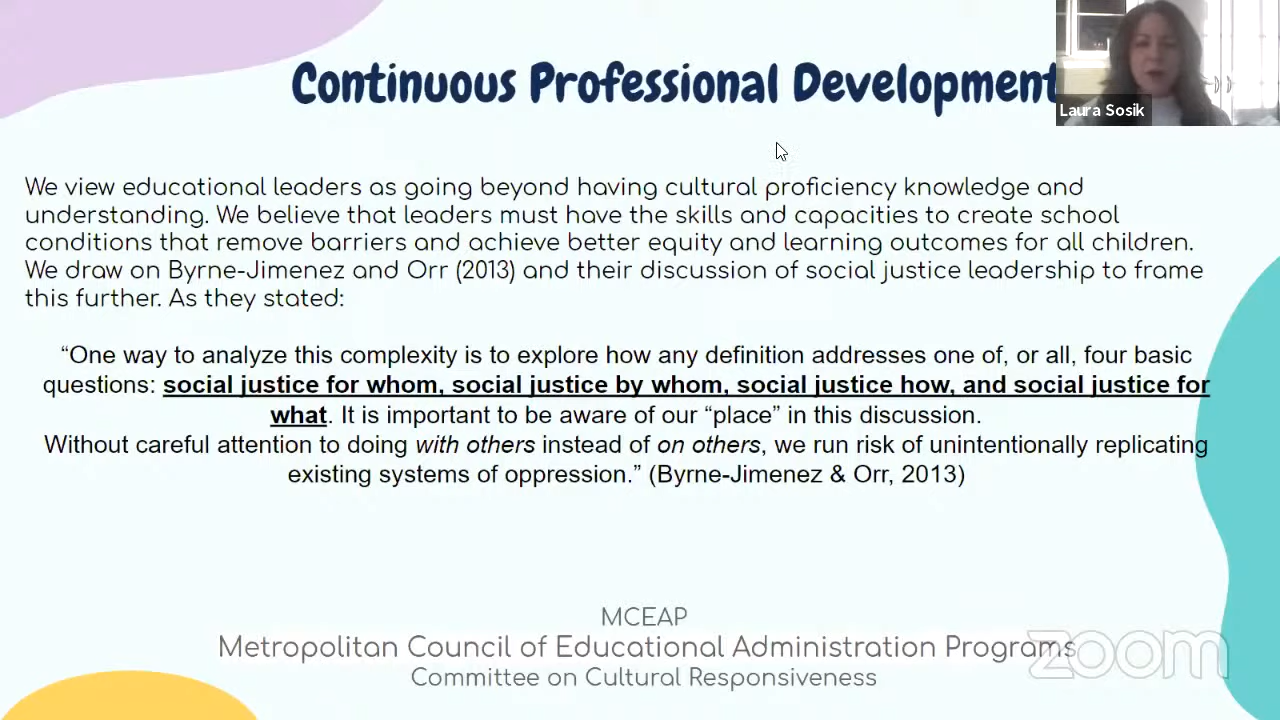 Continuous Professional Development
Laura Sosik
We view educational leaders as going beyond having cultural proficiency knowledge and
understanding. We believe that leaders must have the skills and capacities to create school
conditions that remove barriers and achieve better equity and learning outcomes for all children.
We draw on Byrne-Jimenez and Orr (2013) and their discussion of social justice leadership to frame
this further. As they stated:
“One way to analyze this complexity is to explore how any definition addresses one of, or all, four basic
questions: social justice for whom, social justice by whom, social justice how, and social justice for
what. It is important to be aware of our “place” in this discussion.
Without careful attention to doing with others instead of on others, we run risk of unintentionally replicating
existing systems of oppression.” (Byrne-Jimenez & Orr, 2013)
MCEAP
Metropolitan Council of Educational Administration Programs
Committee on Cultural Responsiveness
zoom